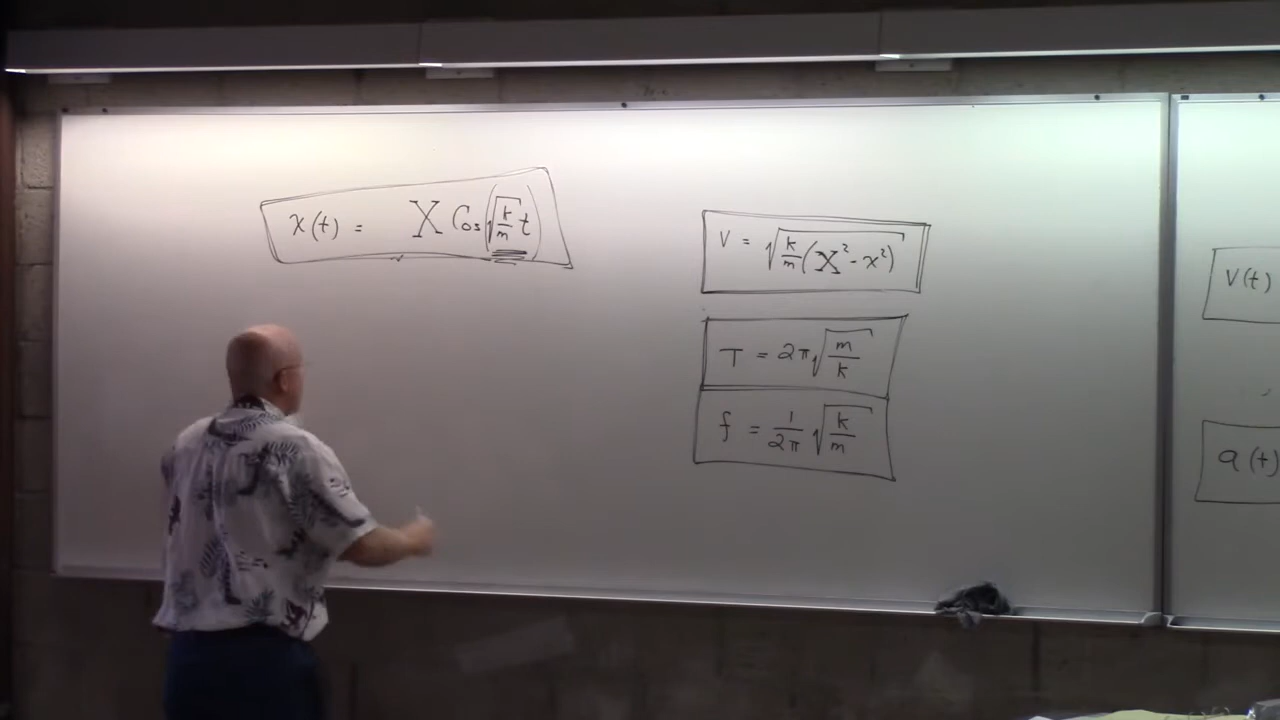 x(t) = X Cos(√(k/m) t)
V = √(k/m (X² - x²))
T = 2π √(m/k)
f = 1/2π √(k/m)
V(t)
a(t)